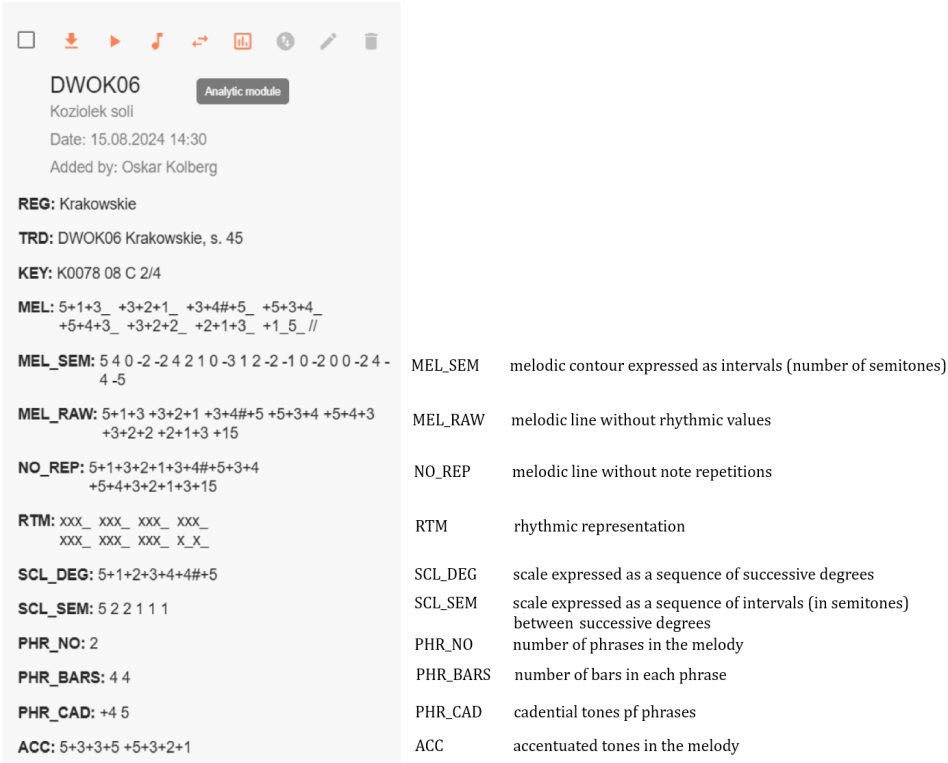 DWOK06
Analytic module
Koziolek soli
Date: 15.08.2024 14:30
Added by: Oskar Kolberg
REG: Krakowskie
TRD: DWOK06 Krakowskie, s. 45
KEY: K0078 08 C 2/4
MEL: 5+1+3_ +3+2+1_ +3+4#+5_ +5+3+4_
+5+4+3_ +3+2+2_ +2+1+3_ +1_5_ //
MEL_SEM: 5 4 0 -2 -2 4 2 1 0 -3 1 2 -2 -1 0 -2 0 0 -2 4 -
4 -5
MEL_SEM melodic contour expressed as intervals (number of semitones)
MEL_RAW: 5+1+3 +3+2+1 +3+4#+5 +5+3+4 +5+4+3
+3+2+2 +2+1+3 +15
MEL_RAW melodic line without rhythmic values
NO_REP: 5+1+3+2+1+3+4#+5+3+4
+5+4+3+2+1+3+15
NO_REP melodic line without note repetitions
RTM: xxx_ xxx_ xxx_ xxx_
xxx_ xxx_ xxx_ x_x_
RTM rhythmic representation
SCL_DEG: 5+1+2+3+4+4#+5
SCL_DEG scale expressed as a sequence of successive degrees
SCL_SEM: 5 2 2 1 1 1
SCL_SEM scale expressed as a sequence of intervals (in semitones)
between successive degrees
PHR_NO: 2
PHR_NO number of phrases in the melody
PHR_BARS: 4 4
PHR_BARS number of bars in each phrase
PHR_CAD: +4 5
PHR_CAD cadential tones pf phrases
ACC: 5+3+3+5 +5+3+2+1
ACC accentuated tones in the melody